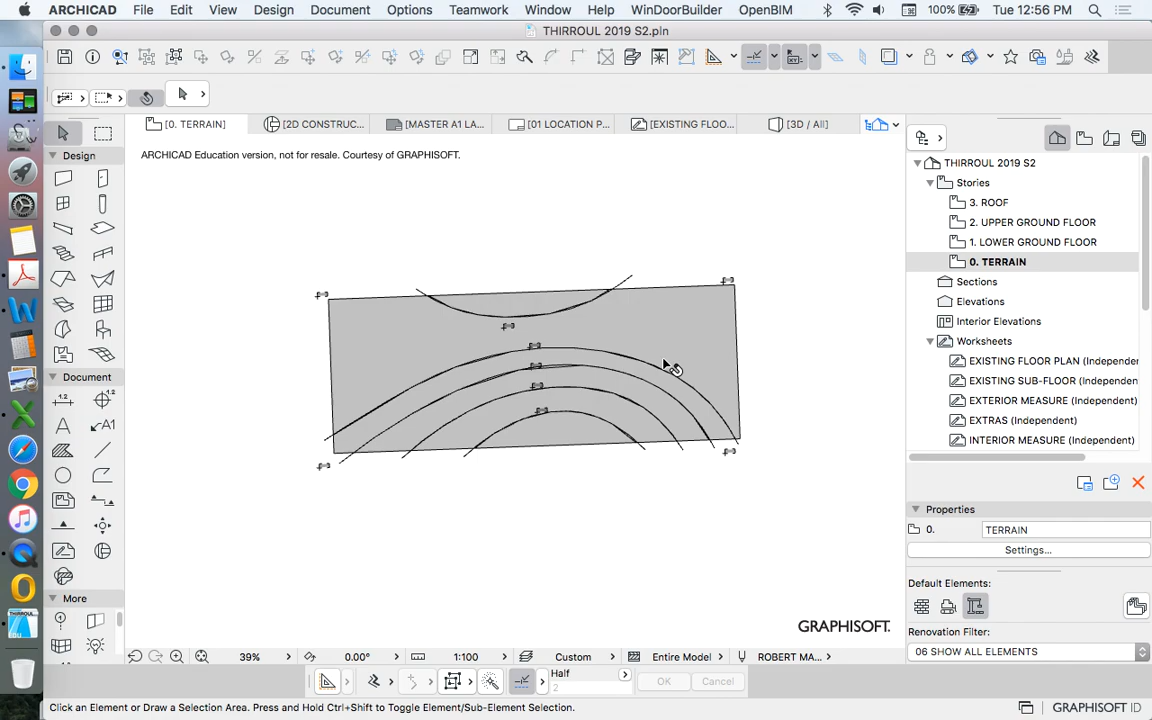 ARCHICAD File Edit View Design Document Options Teamwork Window Help WinDoorBuilder OpenBIM 100% Tue 12:56 PM
THIRROUL 2019 S2.pln
[0. TERRAIN] [2D CONSTRUC... [MASTER A1 LA... [01 LOCATION P... [EXISTING FLOO... [3D / All]
ARCHICAD Education version, not for resale. Courtesy of GRAPHISOFT.
Design
Document
More
THIRROUL 2019 S2
Stories
3. ROOF
2. UPPER GROUND FLOOR
1. LOWER GROUND FLOOR
0. TERRAIN
Sections
Elevations
Interior Elevations
Worksheets
EXISTING FLOOR PLAN (Independen
EXISTING SUB-FLOOR (Independen
EXTERIOR MEASURE (Independent)
EXTRAS (Independent)
INTERIOR MEASURE (Independent)
Properties
0. TERRAIN
Settings...
Default Elements:
Renovation Filter:
06 SHOW ALL ELEMENTS
GRAPHISOFT.
39% 0.00° 1:100 Custom Entire Model ROBERT MA...
Half
2
OK Cancel
Click an Element or Draw a Selection Area. Press and Hold Ctrl+Shift to Toggle Element/Sub-Element Selection.
GRAPHISOFT ID